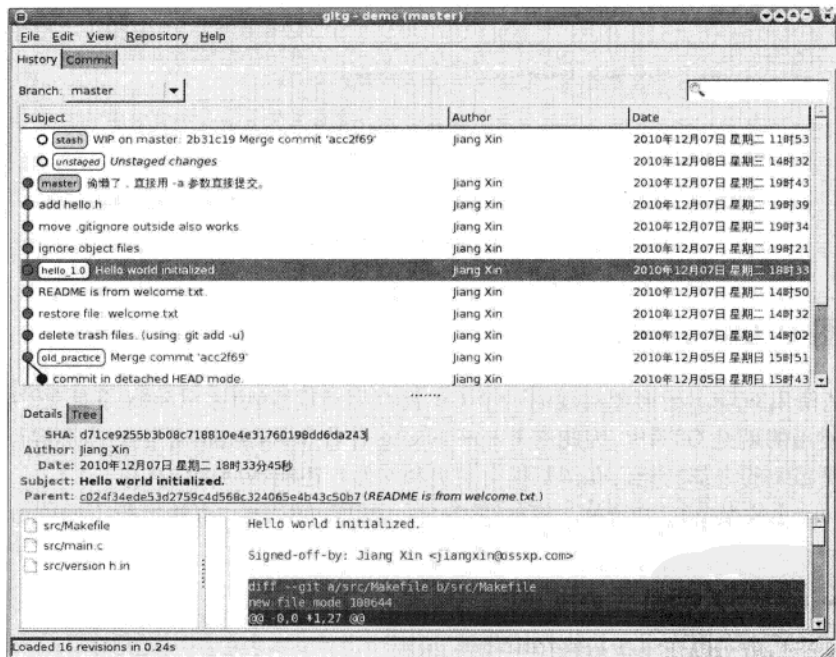 gitg - demo (master)
File Edit View Repository Help
History Commit
Branch: master
Subject Author Date
stash WIP on master: 2b31c19 Merge commit 'acc2f69' Jiang Xin 2010年12月07日 星期二 11时53
unstaged Unstaged changes 2010年12月08日 星期三 14时32
master 偷懒了，直接用 -a 参数直接提交。 Jiang Xin 2010年12月07日 星期二 19时43
add hello.h Jiang Xin 2010年12月07日 星期二 19时39
move .gitignore outside also works Jiang Xin 2010年12月07日 星期二 19时34
ignore object files Jiang Xin 2010年12月07日 星期二 19时21
hello_1.0 Hello world initialized. Jiang Xin 2010年12月07日 星期二 18时33
README is from welcome.txt. Jiang Xin 2010年12月07日 星期二 14时50
restore file: welcome.txt Jiang Xin 2010年12月07日 星期二 14时32
delete trash files. (using: git add -u) Jiang Xin 2010年12月07日 星期二 14时02
old_practice Merge commit 'acc2f69' Jiang Xin 2010年12月05日 星期日 15时51
commit in detached HEAD mode. Jiang Xin 2010年12月05日 星期日 15时43
Details Tree
SHA: d71ce9255b3b08c718810e4e31760198dd6da243
Author: Jiang Xin
Date: 2010年12月07日 星期二 18时33分45秒
Subject: Hello world initialized.
Parent: c024f34ede53d2759c4d568c324065e4b43c50b7 (README is from welcome.txt.)
src/Makefile
src/main.c
src/version.h.in
Hello world initialized.
Signed-off-by: Jiang Xin <jiangxin@ossxp.com>
diff --git a/src/Makefile b/src/Makefile
new file mode 100644
@@ -0,0 +1,27 @@
Loaded 16 revisions in 0.24s